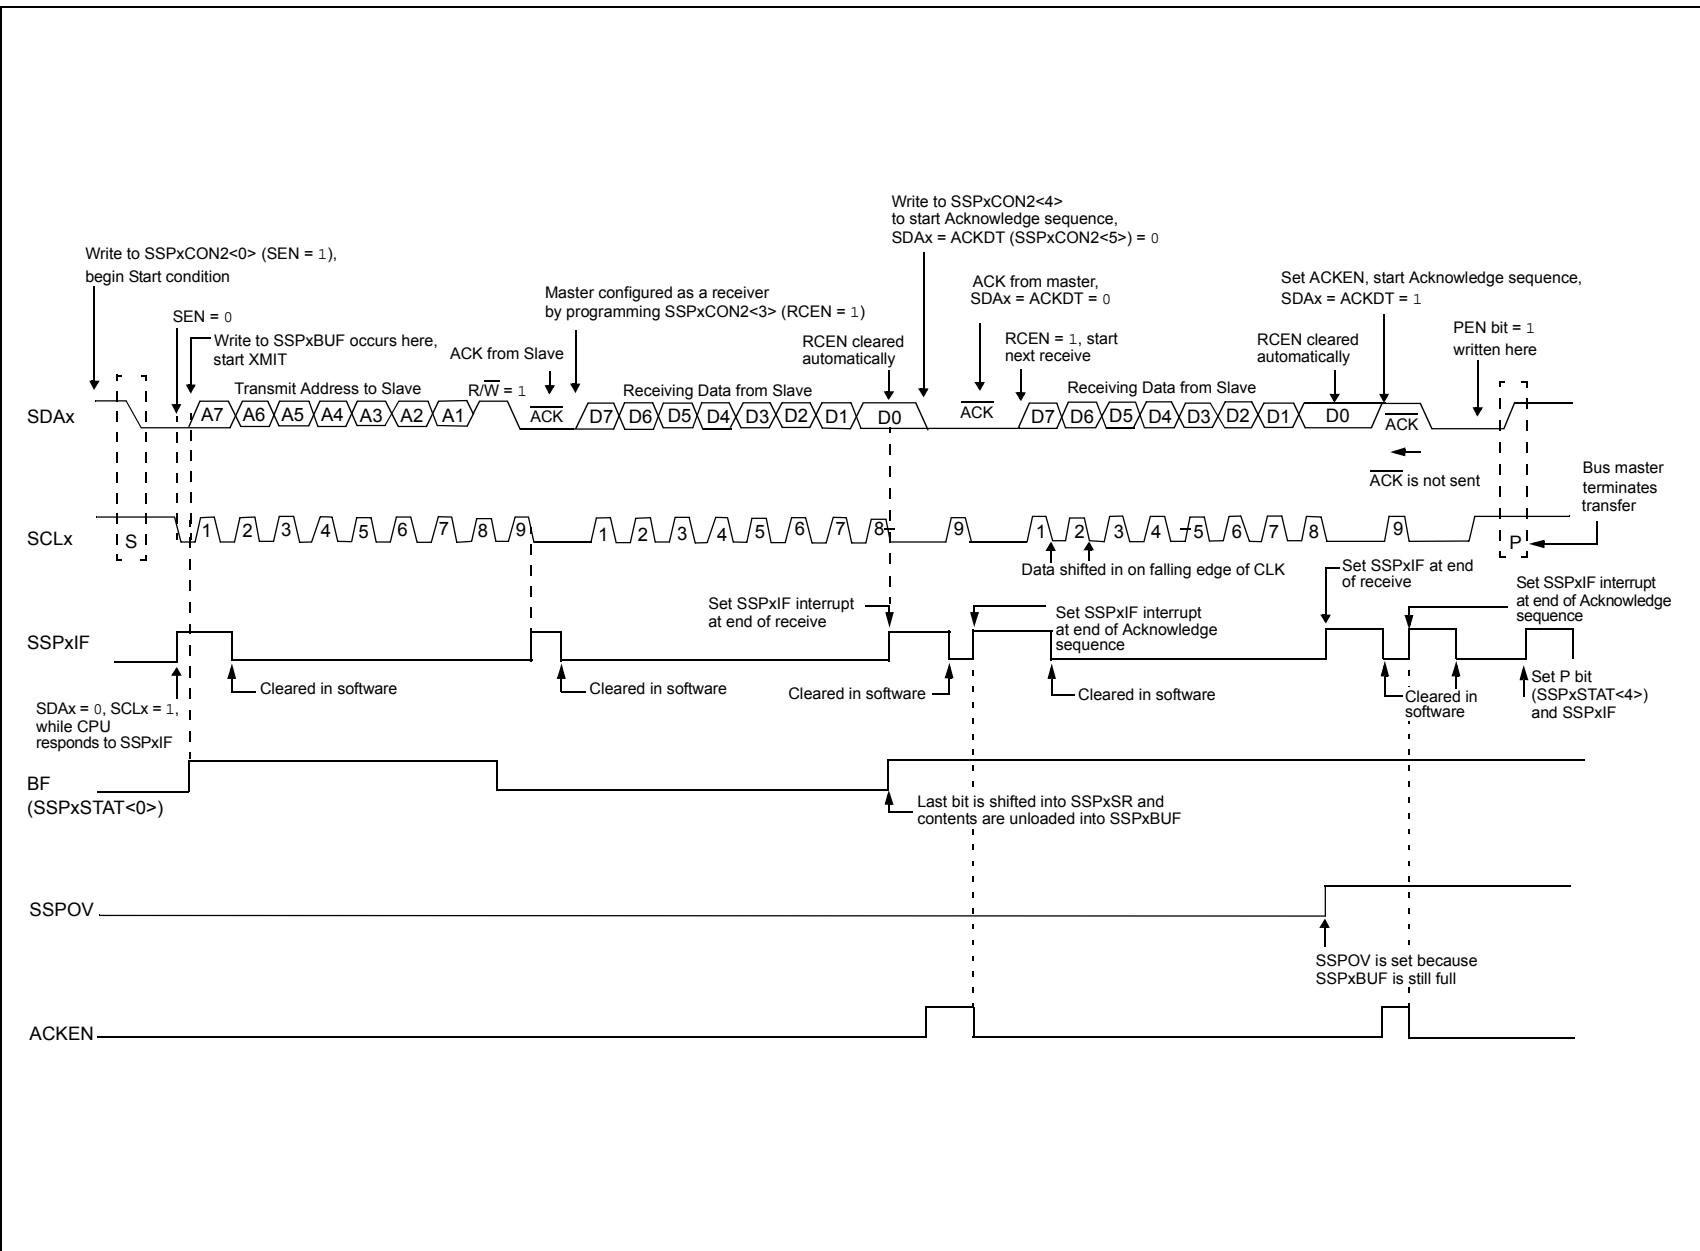 Write to SSPxCON2<4>
to start Acknowledge sequence,
SDAx = ACKDT (SSPxCON2<5>) = 0
Write to SSPxCON2<0> (SEN = 1),
begin Start condition
ACK from master,
SDAx = ACKDT = 0
Set ACKEN, start Acknowledge sequence,
SDAx = ACKDT = 1
Master configured as a receiver
by programming SSPxCON2<3> (RCEN = 1)
SEN = 0
Write to SSPxBUF occurs here,
start XMIT
ACK from Slave
RCEN cleared
automatically
RCEN = 1, start
next receive
RCEN cleared
automatically
PEN bit = 1
written here
Transmit Address to Slave
R/W = 1
Receiving Data from Slave
Receiving Data from Slave
SDAx
A7 A6 A5 A4 A3 A2 A1 ACK D7 D6 D5 D4 D3 D2 D1 D0 ACK D7 D6 D5 D4 D3 D2 D1 D0 ACK
ACK is not sent
Bus master
terminates
transfer
SCLx
S 1 2 3 4 5 6 7 8 9 1 2 3 4 5 6 7 8 9 1 2 3 4 5 6 7 8 9 P
Data shifted in on falling edge of CLK
Set SSPxIF at end
of receive
Set SSPxIF interrupt
at end of receive
Set SSPxIF interrupt
at end of Acknowledge
sequence
Set SSPxIF interrupt
at end of Acknowledge
sequence
SSPxIF
Cleared in software
Cleared in software
Cleared in software
Cleared in software
Cleared in
software
Set P bit
(SSPxSTAT<4>)
and SSPxIF
SDAx = 0, SCLx = 1,
while CPU
responds to SSPxIF
BF
(SSPxSTAT<0>)
Last bit is shifted into SSPxSR and
contents are unloaded into SSPxBUF
SSPOV
SSPOV is set because
SSPxBUF is still full
ACKEN